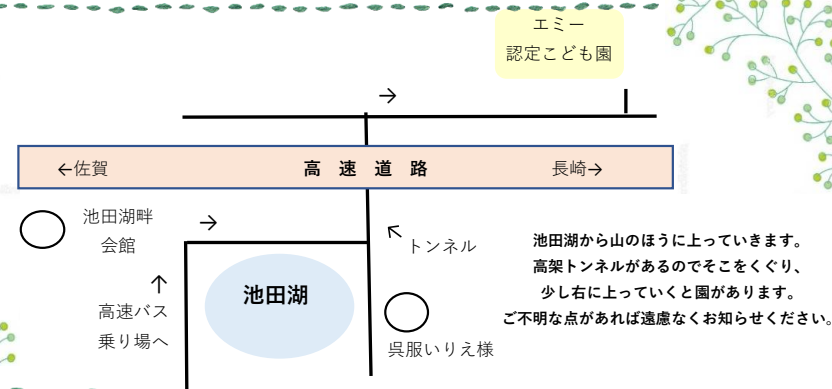 エミー
認定こども園
→
←佐賀
高速道路
長崎→
池田湖畔
会館
→
↖
トンネル
↑
高速バス
乗り場へ
池田湖
呉服いりえ様
池田湖から山のほうに上っていきます。
高架トンネルがあるのでそこをくぐり、
少し右に上っていくと園があります。
ご不明な点があれば遠慮なくお知らせください。